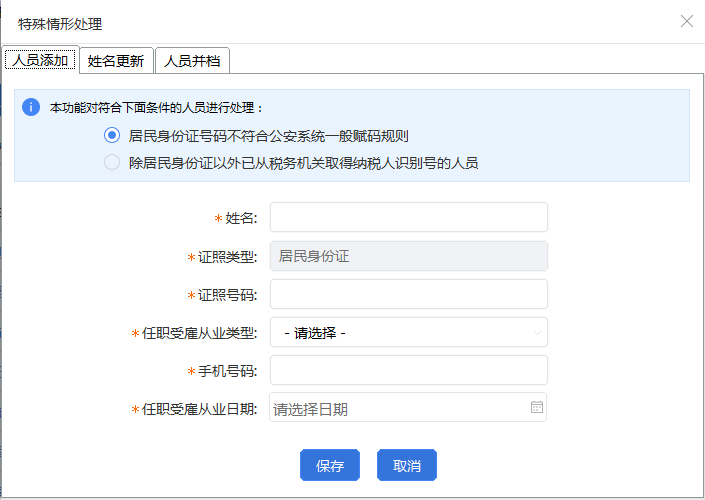 特殊情形处理
人员添加 姓名更新 人员并档
本功能对符合下面条件的人员进行处理：
居民身份证号码不符合公安系统一般赋码规则
除居民身份证以外已从税务机关取得纳税人识别号的人员
*姓名:
*证照类型: 居民身份证
*证照号码:
*任职受雇从业类型: - 请选择 -
*手机号码:
*任职受雇从业日期: 请选择日期
保存 取消